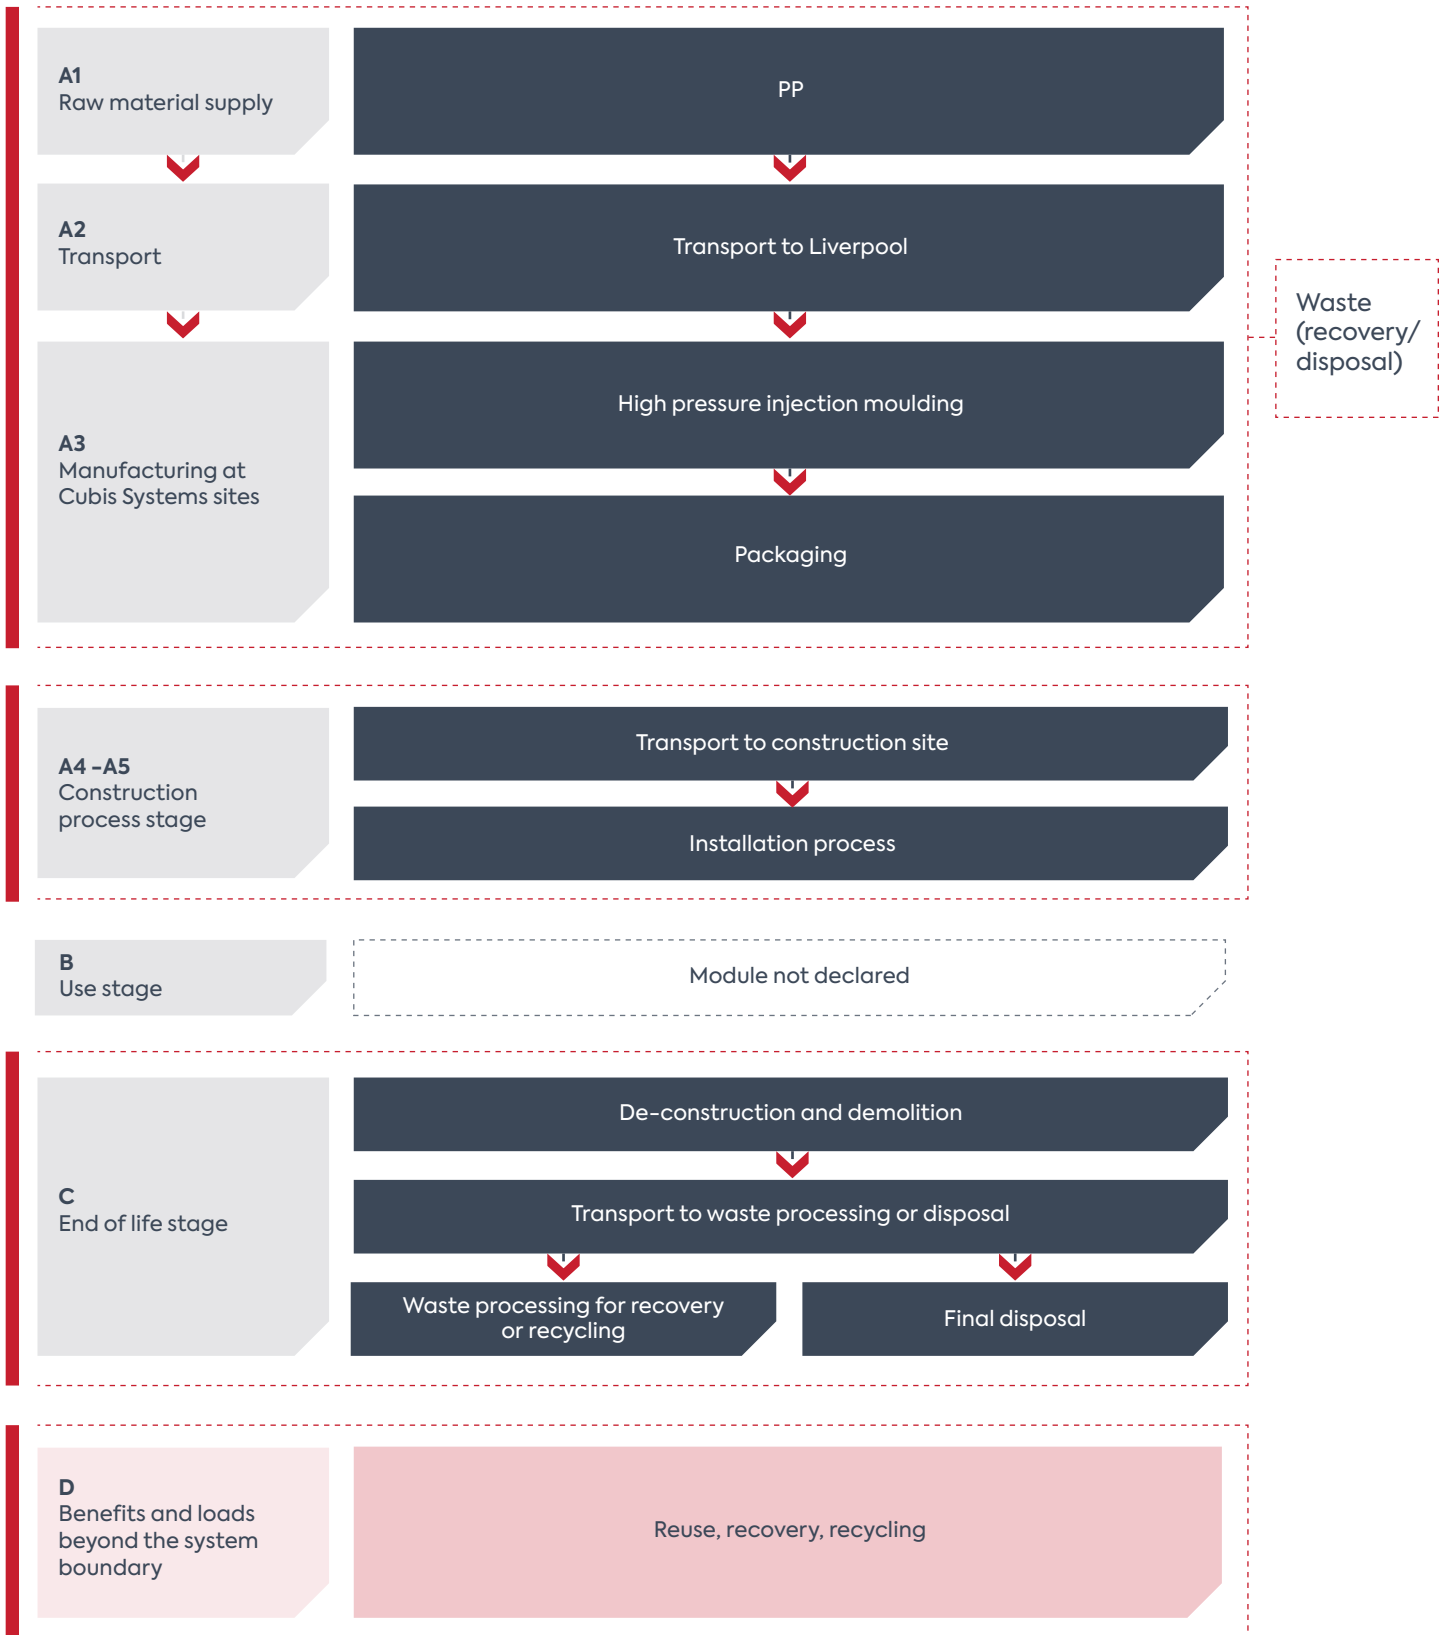 A1
Raw material supply
PP
A2
Transport
Transport to Liverpool
Waste
(recovery/
disposal)
A3
Manufacturing at
Cubis Systems sites
High pressure injection moulding
Packaging
A4 -A5
Construction
process stage
Transport to construction site
Installation process
B
Use stage
Module not declared
C
End of life stage
De-construction and demolition
Transport to waste processing or disposal
Waste processing for recovery
or recycling
Final disposal
D
Benefits and loads
beyond the system
boundary
Reuse, recovery, recycling